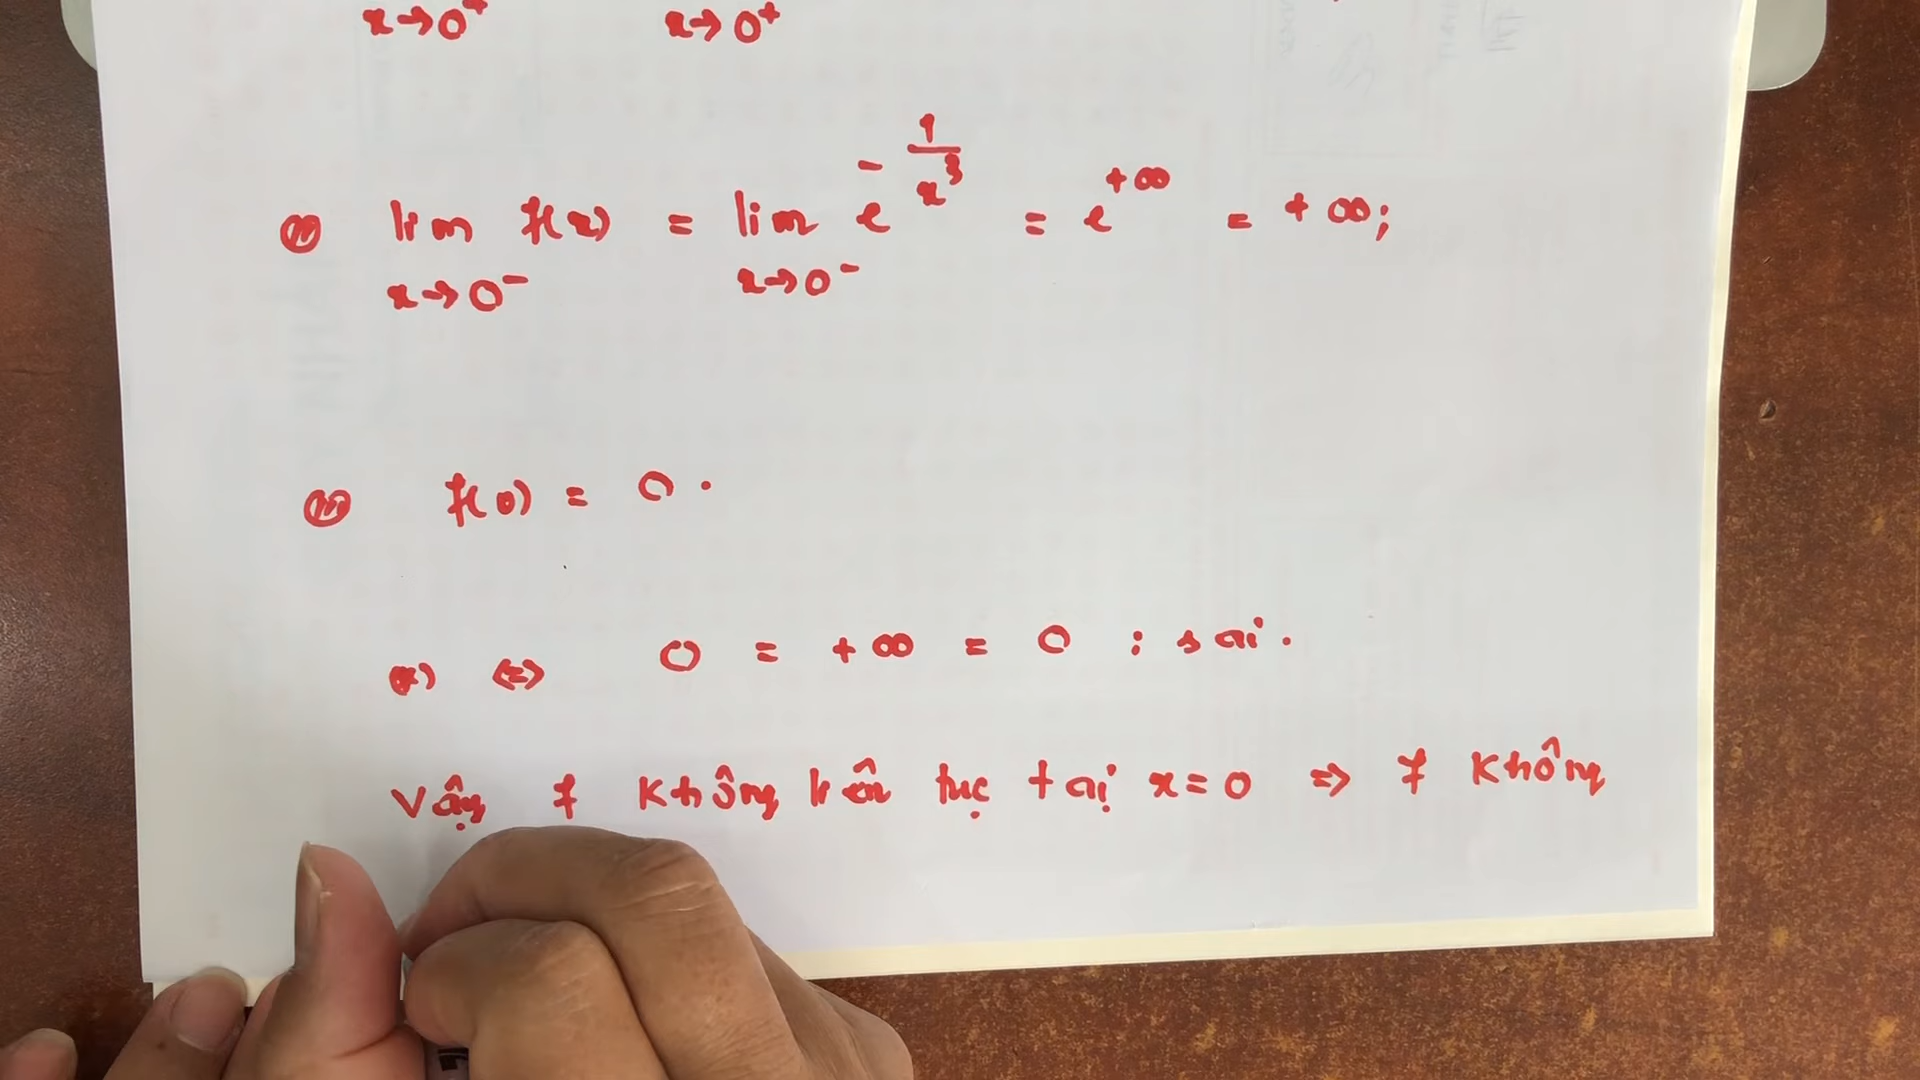 x→0⁺ x→0⁺
(ii) lim f(x) = lim e^(-1/x³) = e^(+∞) = +∞;
x→0⁻ x→0⁻
(iii) f(0) = 0.
(*) ⇔ 0 = +∞ = 0 : sai.
Vậy f không liên tục tại x=0 ⇒ f không